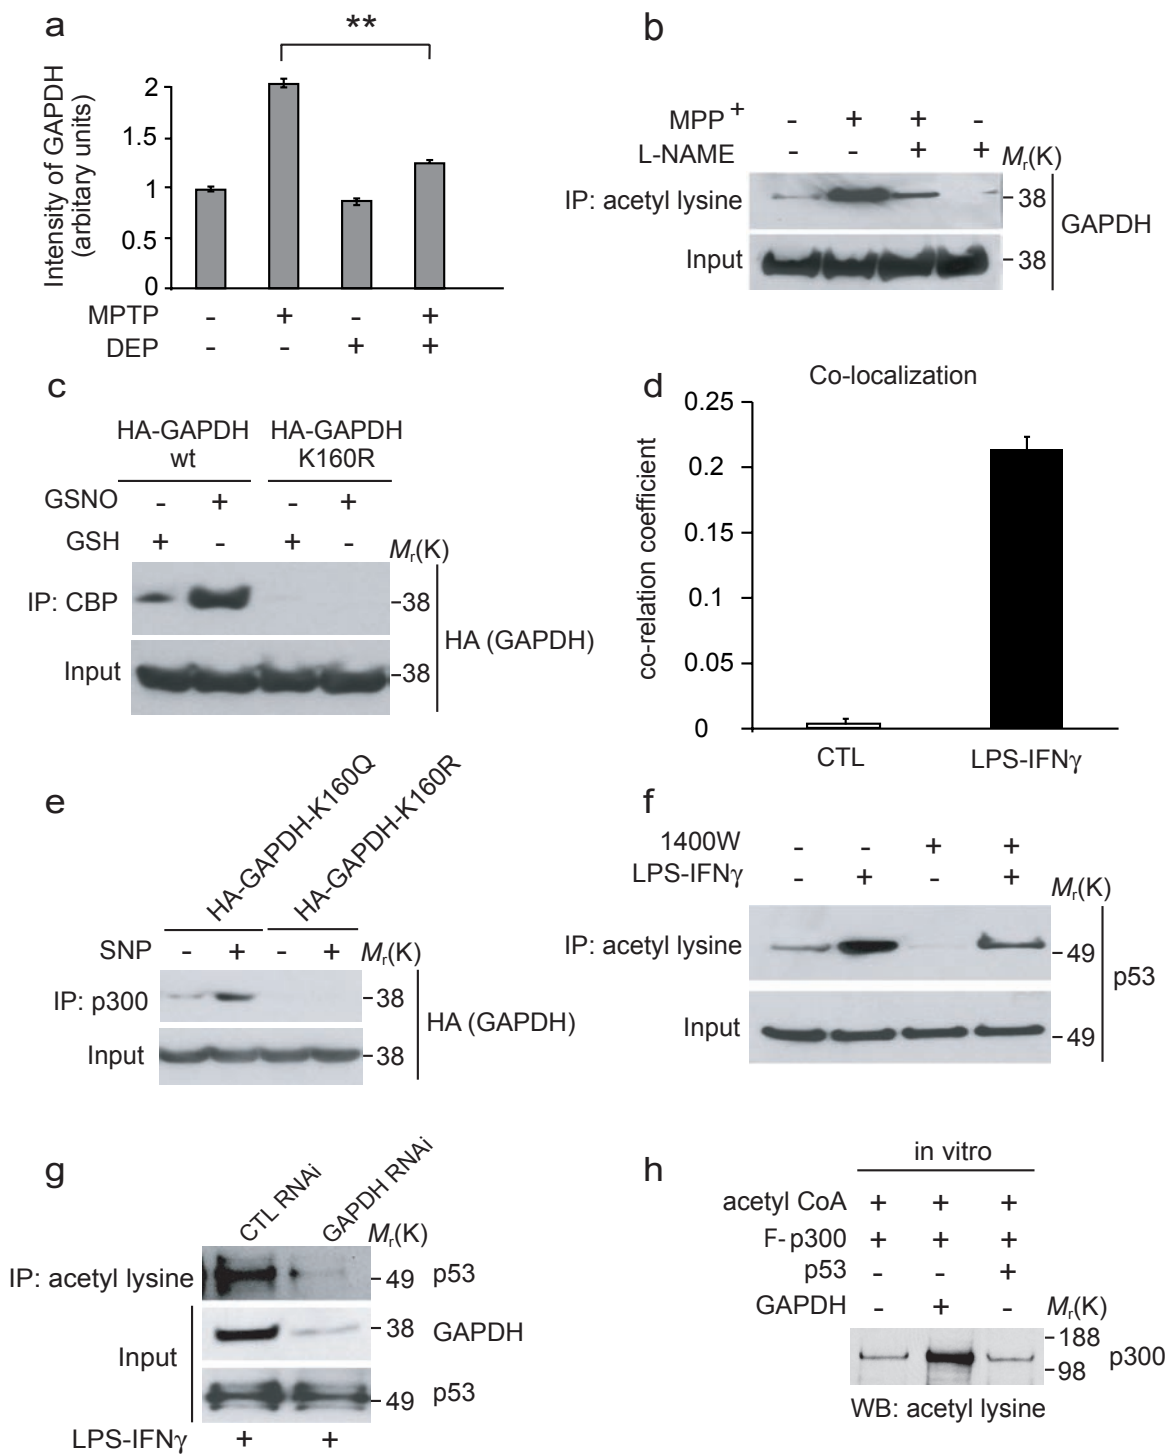 a
**
Intensity of GAPDH
(arbitary units)
2
1.5
1
0.5
0
MPTP - + - +
DEP - - + +
b
MPP+ - + + -
L-NAME - - + + Mr(K)
IP: acetyl lysine -38
Input -38
GAPDH
c
HA-GAPDH HA-GAPDH
wt K160R
GSNO - + - +
GSH + - + - Mr(K)
IP: CBP -38
Input -38
HA (GAPDH)
d
Co-localization
co-relation coefficient
0.25
0.2
0.15
0.1
0.05
0
CTL LPS-IFNγ
e
HA-GAPDH-K160Q
HA-GAPDH-K160R
SNP - + - + Mr(K)
IP: p300 -38
Input -38
HA (GAPDH)
f
1400W - - + +
LPS-IFNγ - + - + Mr(K)
IP: acetyl lysine -49
Input -49
p53
g
CTL RNAi
GAPDH RNAi
Mr(K)
IP: acetyl lysine -49 p53
-38 GAPDH
Input
-49 p53
LPS-IFNγ + +
h
in vitro
acetyl CoA + + +
F-p300 + + +
p53 - - +
GAPDH - + - Mr(K)
-188
-98
p300
WB: acetyl lysine